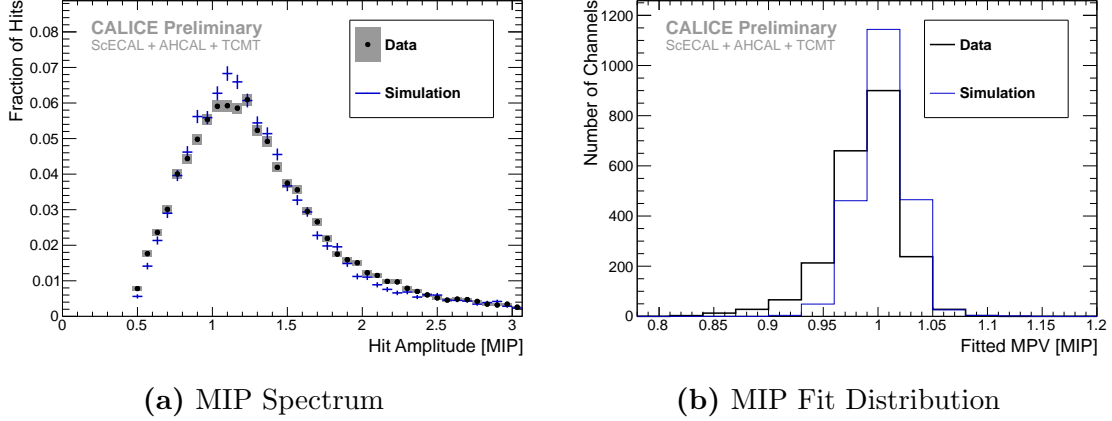 CALICE Preliminary
ScECAL + AHCAL + TCMT
Data
Simulation
Fraction of Hits
0.08
0.07
0.06
0.05
0.04
0.03
0.02
0.01
0
0 0.5 1 1.5 2 2.5 3
Hit Amplitude [MIP]
(a) MIP Spectrum
CALICE Preliminary
ScECAL + AHCAL + TCMT
Data
Simulation
Number of Channels
1200
1000
800
600
400
200
0
0.8 0.85 0.9 0.95 1 1.05 1.1 1.15 1.2
Fitted MPV [MIP]
(b) MIP Fit Distribution